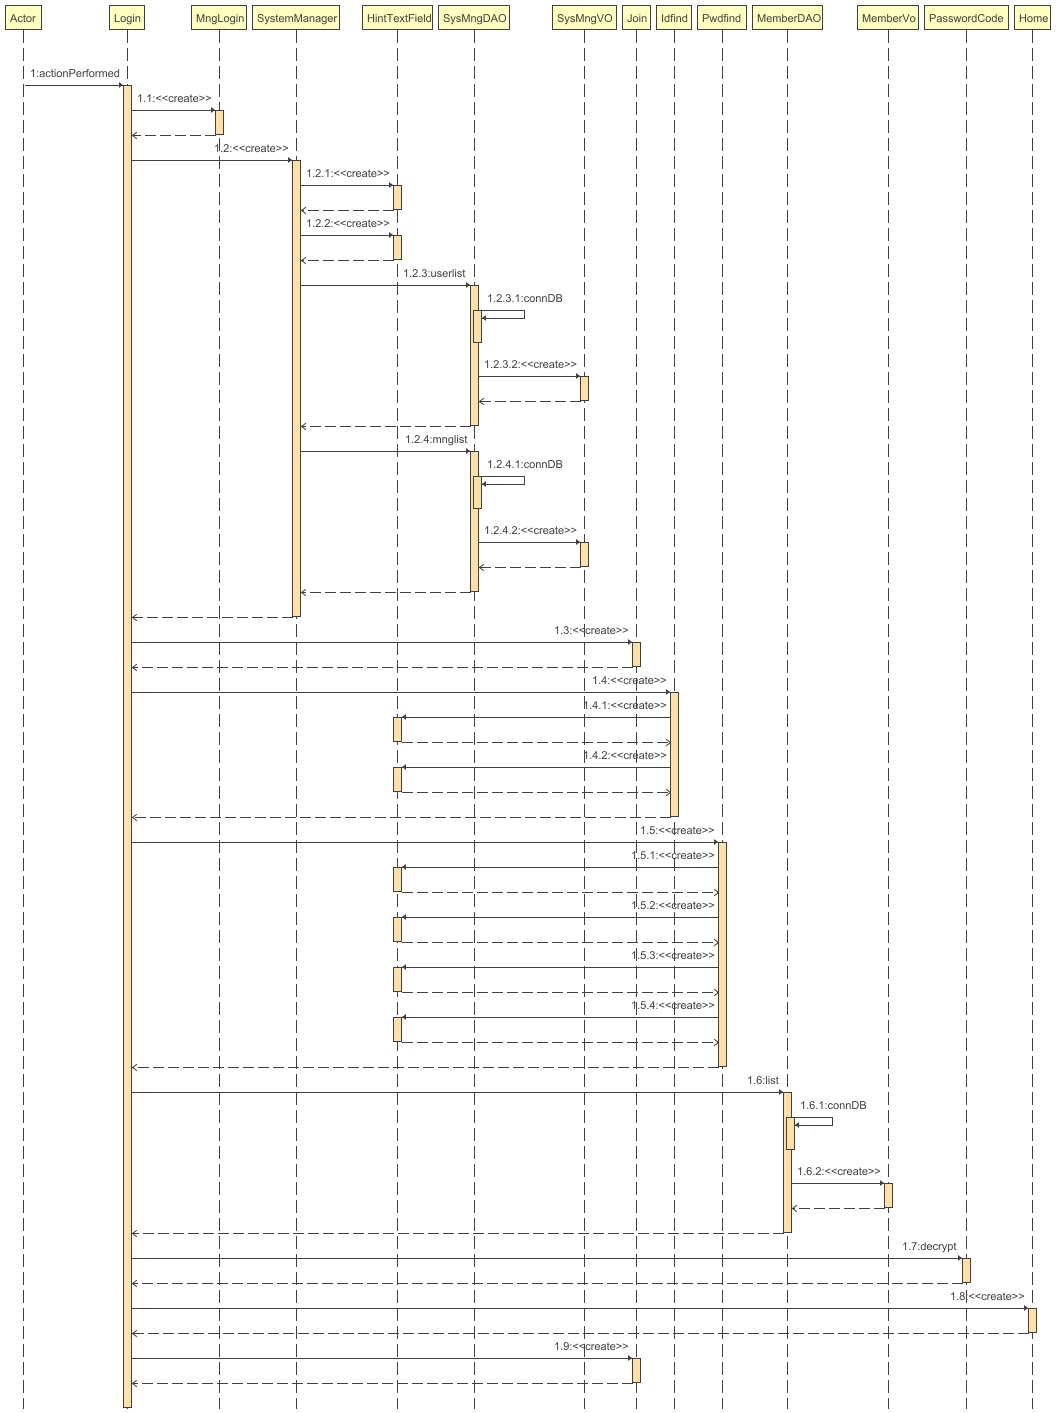 Actor Login MngLogin SystemManager HintTextField SysMngDAO SysMngVO Join Idfind Pwdfind MemberDAO MemberVo PasswordCode Home
1:actionPerformed
1.1:<<create>>
1.2:<<create>>
1.2.1:<<create>>
1.2.2:<<create>>
1.2.3:userlist
1.2.3.1:connDB
1.2.3.2:<<create>>
1.2.4:mnglist
1.2.4.1:connDB
1.2.4.2:<<create>>
1.3:<<create>>
1.4:<<create>>
1.4.1:<<create>>
1.4.2:<<create>>
1.5:<<create>>
1.5.1:<<create>>
1.5.2:<<create>>
1.5.3:<<create>>
1.5.4:<<create>>
1.6:list
1.6.1:connDB
1.6.2:<<create>>
1.7:decrypt
1.8:<<create>>
1.9:<<create>>